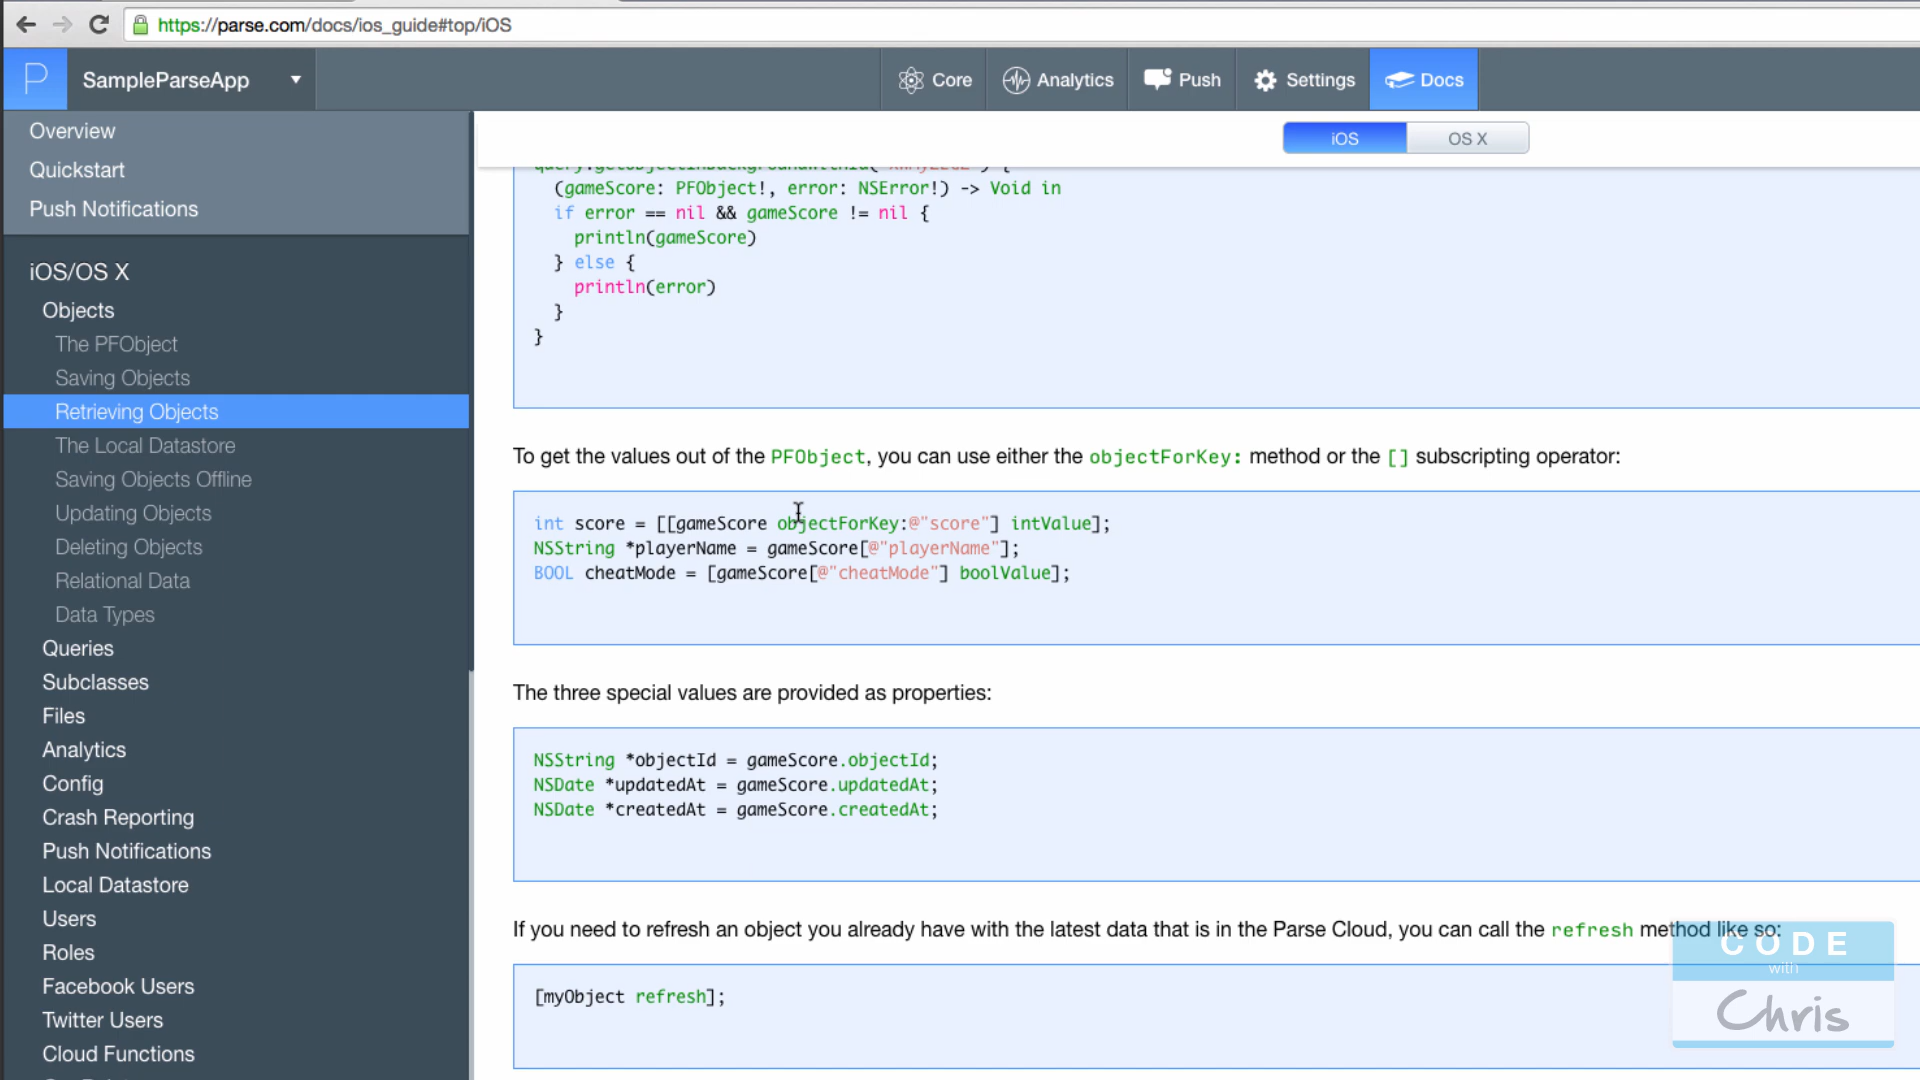 https://parse.com/docs/ios_guide#top/iOS
P
SampleParseApp
Core
Analytics
Push
Settings
Docs
Overview
Quickstart
Push Notifications
iOS/OS X
Objects
The PFObject
Saving Objects
Retrieving Objects
The Local Datastore
Saving Objects Offline
Updating Objects
Deleting Objects
Relational Data
Data Types
Queries
Subclasses
Files
Analytics
Config
Crash Reporting
Push Notifications
Local Datastore
Users
Roles
Facebook Users
Twitter Users
Cloud Functions
iOS
OS X
(gameScore: PFObject!, error: NSError!) -> Void in
if error == nil && gameScore != nil {
println(gameScore)
} else {
println(error)
}
}
To get the values out of the PFObject, you can use either the objectForKey: method or the [] subscripting operator:
int score = [[gameScore objectForKey:@"score"] intValue];
NSString *playerName = gameScore[@"playerName"];
BOOL cheatMode = [gameScore[@"cheatMode"] boolValue];
The three special values are provided as properties:
NSString *objectId = gameScore.objectId;
NSDate *updatedAt = gameScore.updatedAt;
NSDate *createdAt = gameScore.createdAt;
If you need to refresh an object you already have with the latest data that is in the Parse Cloud, you can call the refresh method like so:
[myObject refresh];
CODE
with
Chris